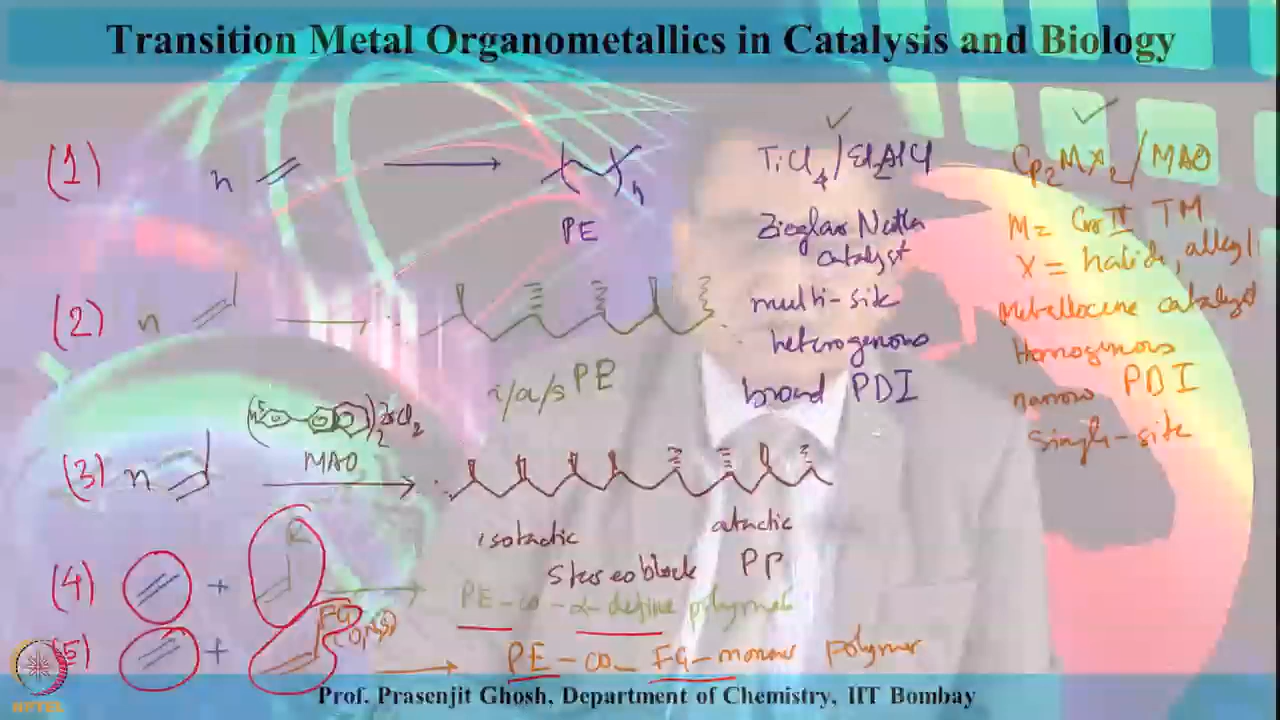 Transition Metal Organometallics in Catalysis and Biology
(1) n PE
TiCl4/Et2AlCl
Zieglar Natta
catalyst
multi-site
heterogenous
broad PDI
Cp2MX2/MAO
M= Gr IV TM
X = halide, alkyl
Metallocene catalyst
Homogenous
narrow PDI
single-site
(2) n
i/a/s PE
(3) n
ZrCl2
MAO
isotactic atactic
stereoblock PP
(4) + R
PE-co-α-olefine polymer
(5) + FG
PE-co-FG-monomer polymer
NPTEL
Prof. Prasenjit Ghosh, Department of Chemistry, IIT Bombay